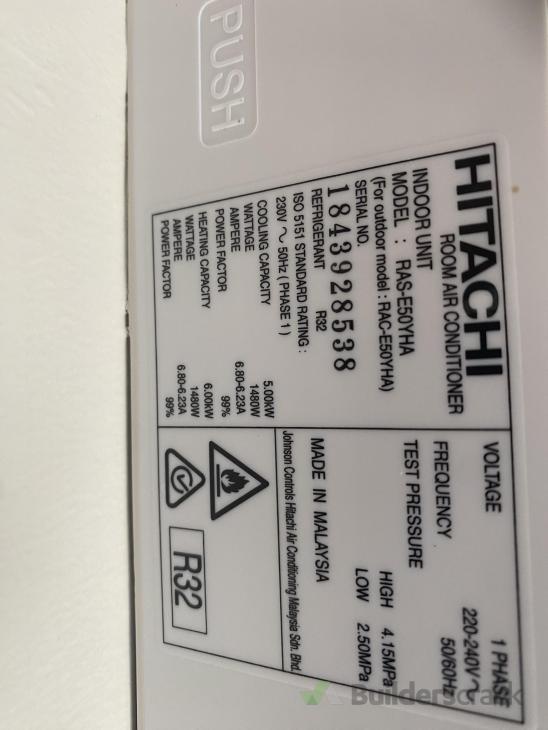 PUSH
HITACHI
ROOM AIR CONDITIONER
INDOOR UNIT
MODEL : RAS-E50YHA
(For outdoor model : RAC-E50YHA)
SERIAL NO.
1843928538
REFRIGERANT R32
ISO 5151 STANDARD RATING :
230V ~ 50Hz ( PHASE 1 )
COOLING CAPACITY 5.00kW
WATTAGE 1480W
AMPERE 6.80-6.23A
POWER FACTOR 99%
HEATING CAPACITY 6.00kW
WATTAGE 1480W
AMPERE 6.80-6.23A
POWER FACTOR 99%
1 PHASE
VOLTAGE 220-240V ~
FREQUENCY 50/60Hz
TEST PRESSURE HIGH 4.15MPa
LOW 2.50MPa
MADE IN MALAYSIA
Johnson Controls Hitachi Air Conditioning Malaysia Sdn. Bhd.
R32
Builderscrack